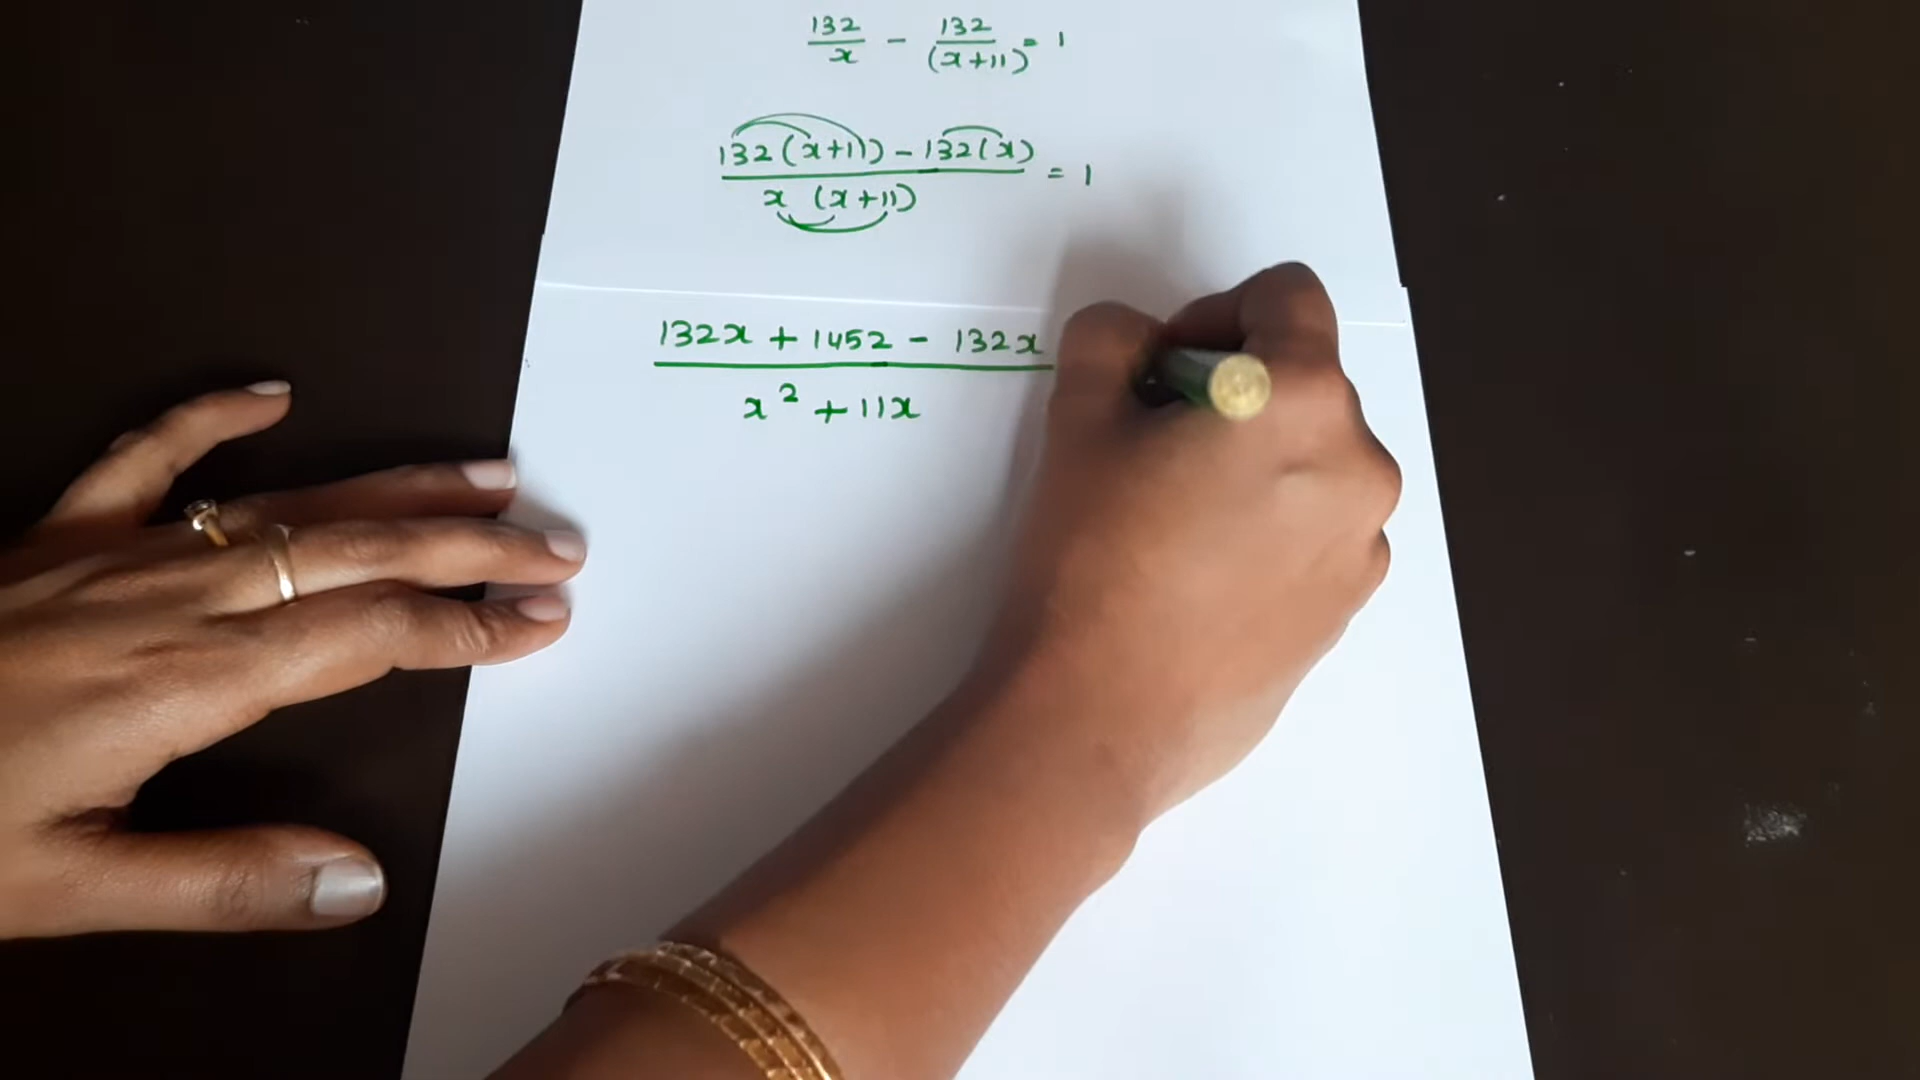 132/x - 132/(x+11) = 1
132(x+11) - 132(x) / x (x+11) = 1
132x + 1452 - 132x / x² + 11x